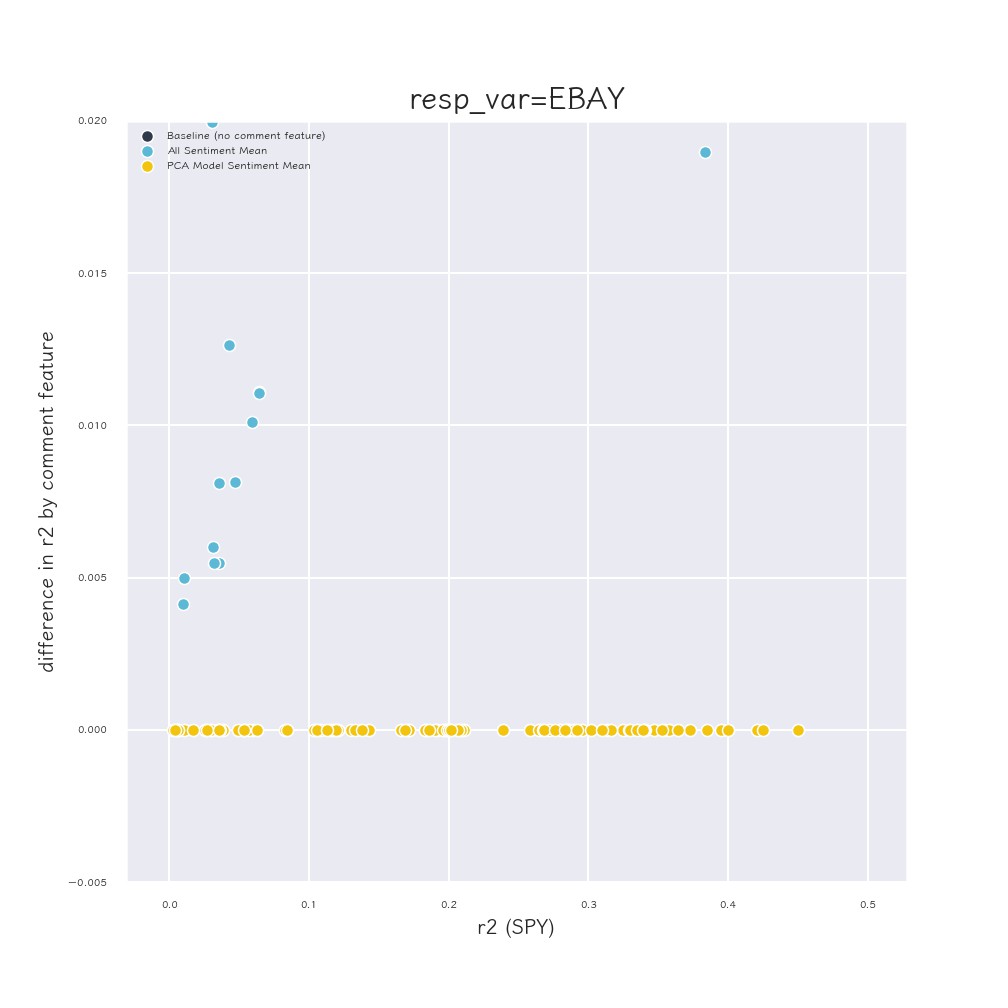 resp_var=EBAY
0.020
Baseline (no comment feature)
All Sentiment Mean
PCA Model Sentiment Mean
0.015
0.010
0.005
0.000
−0.005
difference in r2 by comment feature
0.0 0.1 0.2 0.3 0.4 0.5
r2 (SPY)